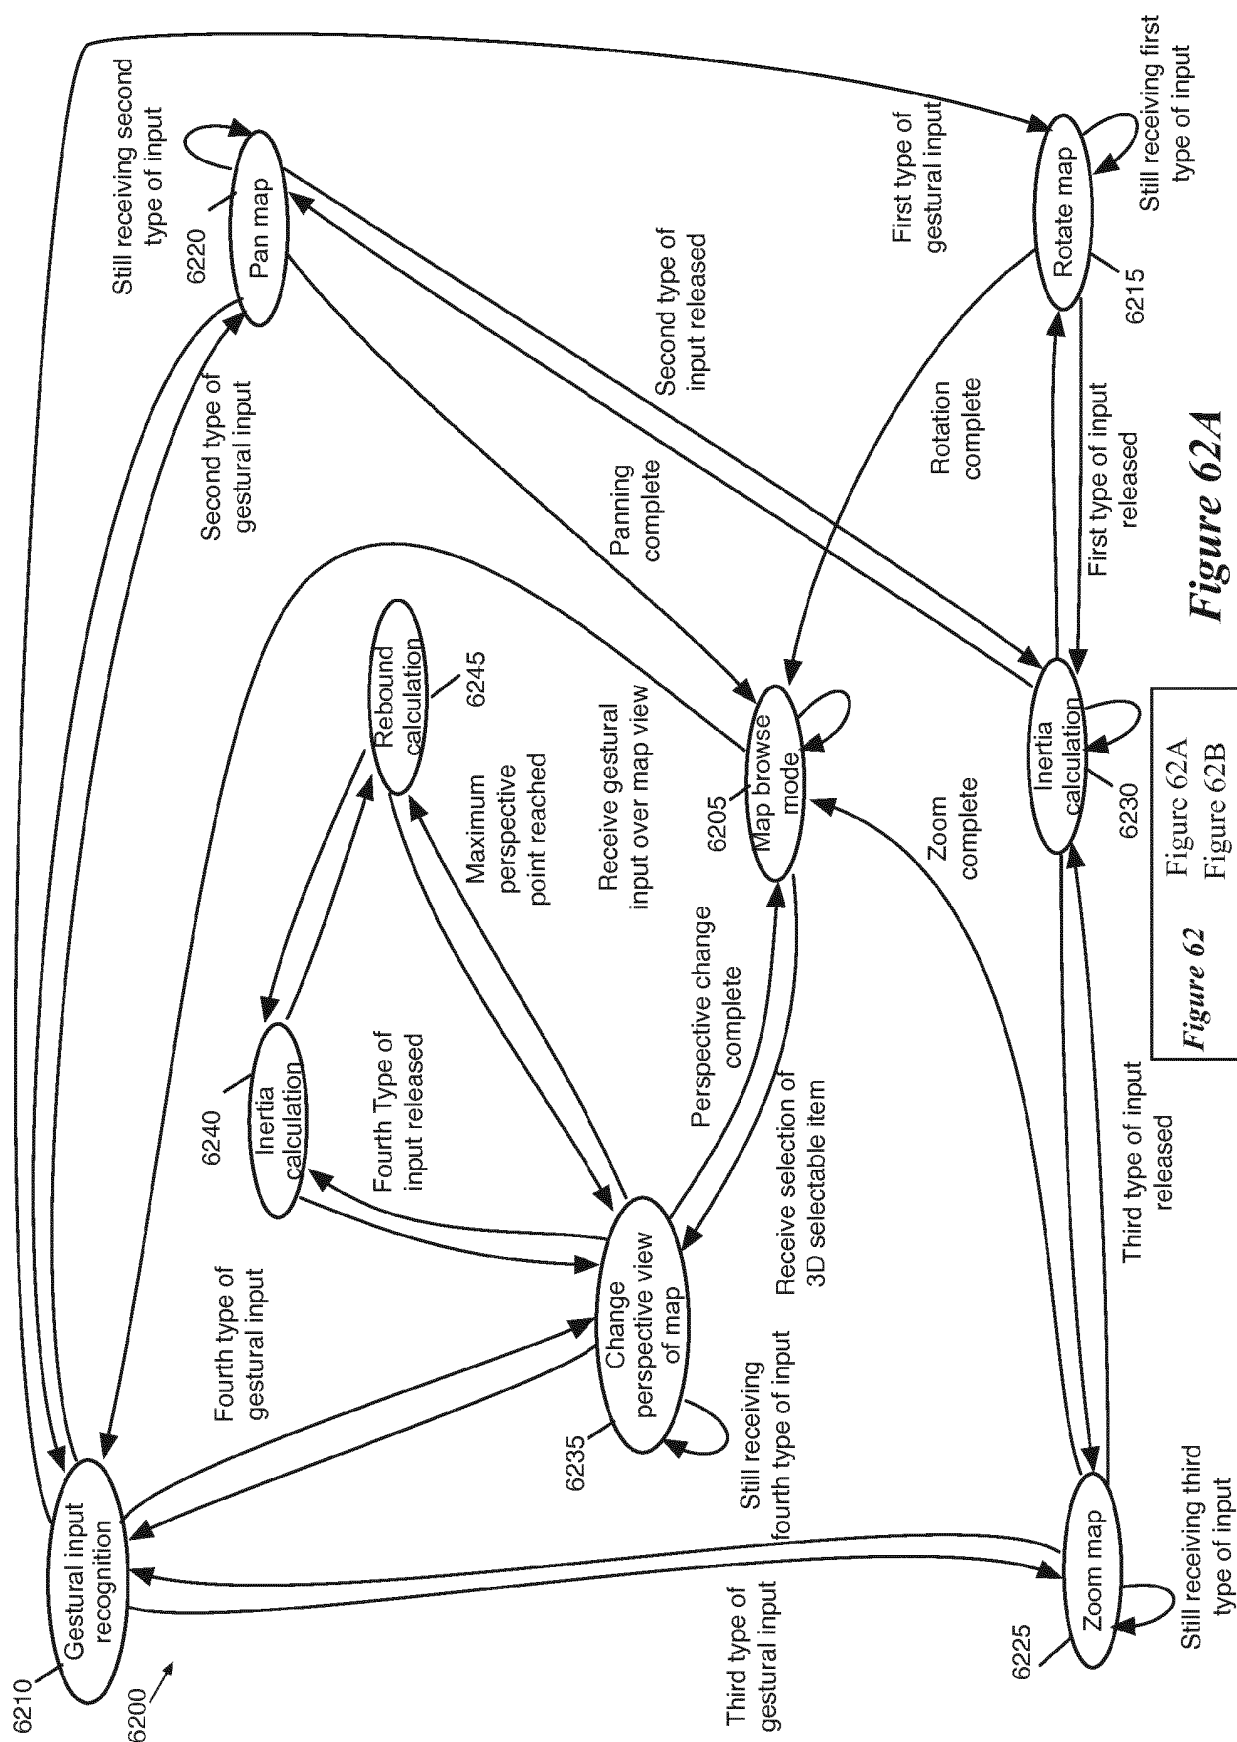 6200
6210
Gestural input
recognition
Second type of
gestural input
Still receiving second
type of input
6220
Pan map
Fourth type of
gestural input
6240
Inertia
calculation
Fourth Type of
input released
Rebound
calculation
6245
Maximum
perspective
point reached
Receive gestural
input over map view
Panning
complete
Second type of
input released
First type of
gestural input
6235
Change
perspective view
of map
Still receiving
fourth type of input
Perspective change
complete
Receive selection of
3D selectable item
6205
Map browse
mode
Rotation
complete
Rotate map
6215
Still receiving first
type of input
Third type of
gestural input
Zoom
complete
Inertia
calculation
6230
First type of input
released
Third type of input
released
6225
Zoom map
Still receiving third
type of input
Figure 62
Figure 62A
Figure 62B
Figure 62A